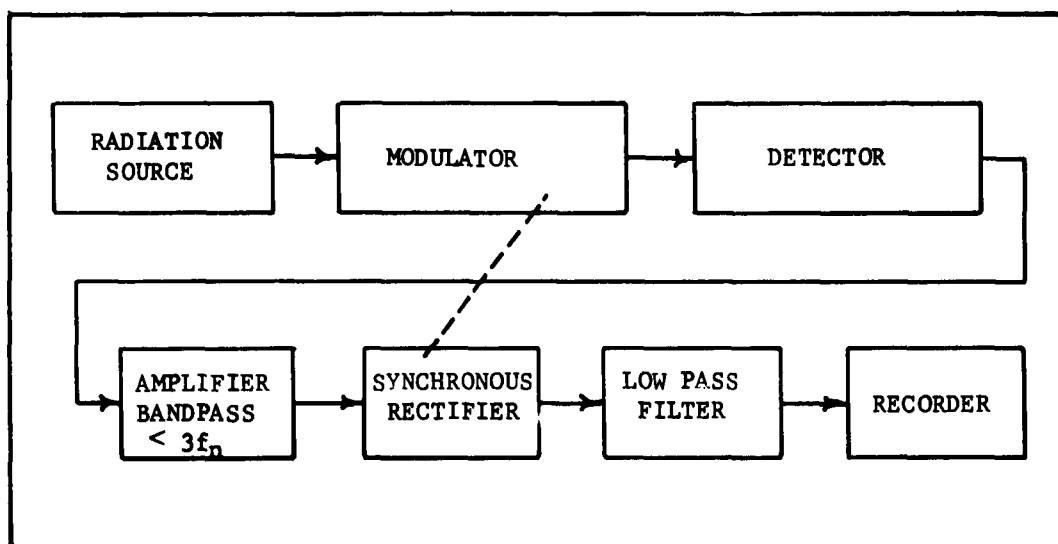 RADIATION
SOURCE
MODULATOR
DETECTOR
AMPLIFIER
BANDPASS
< 3fn
SYNCHRONOUS
RECTIFIER
LOW PASS
FILTER
RECORDER